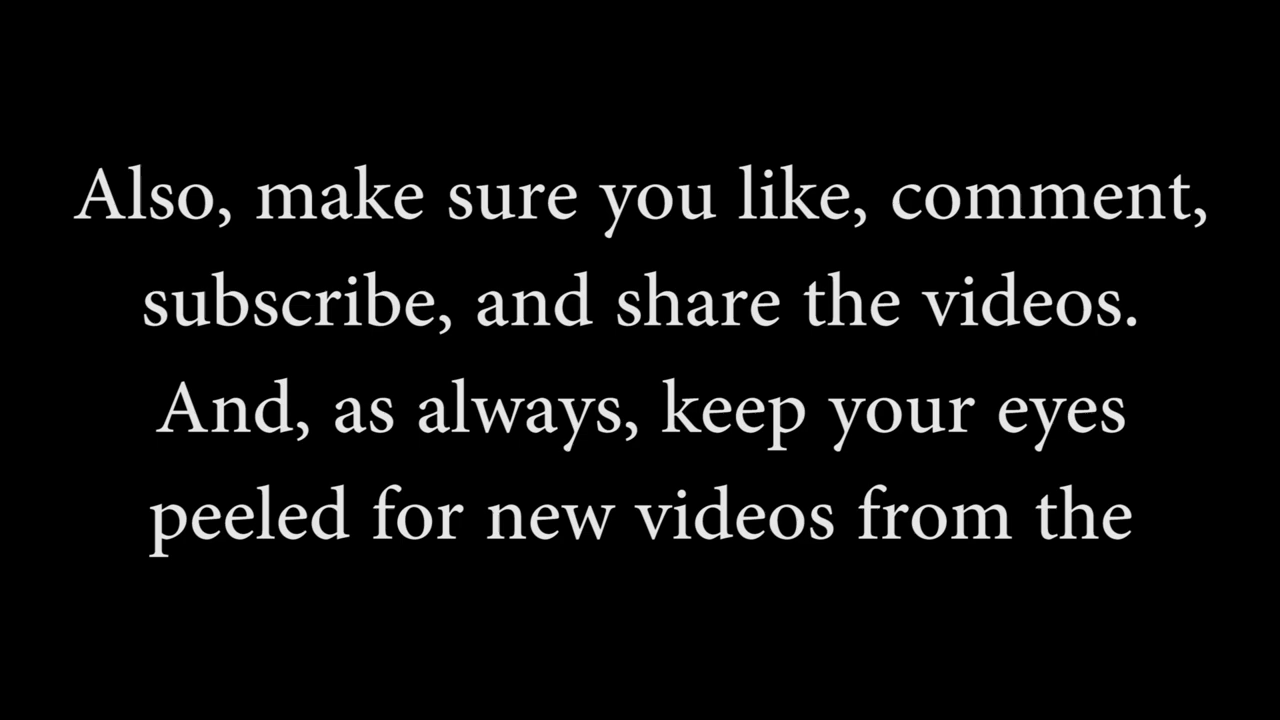 Also, make sure you like, comment,
subscribe, and share the videos.
And, as always, keep your eyes
peeled for new videos from the